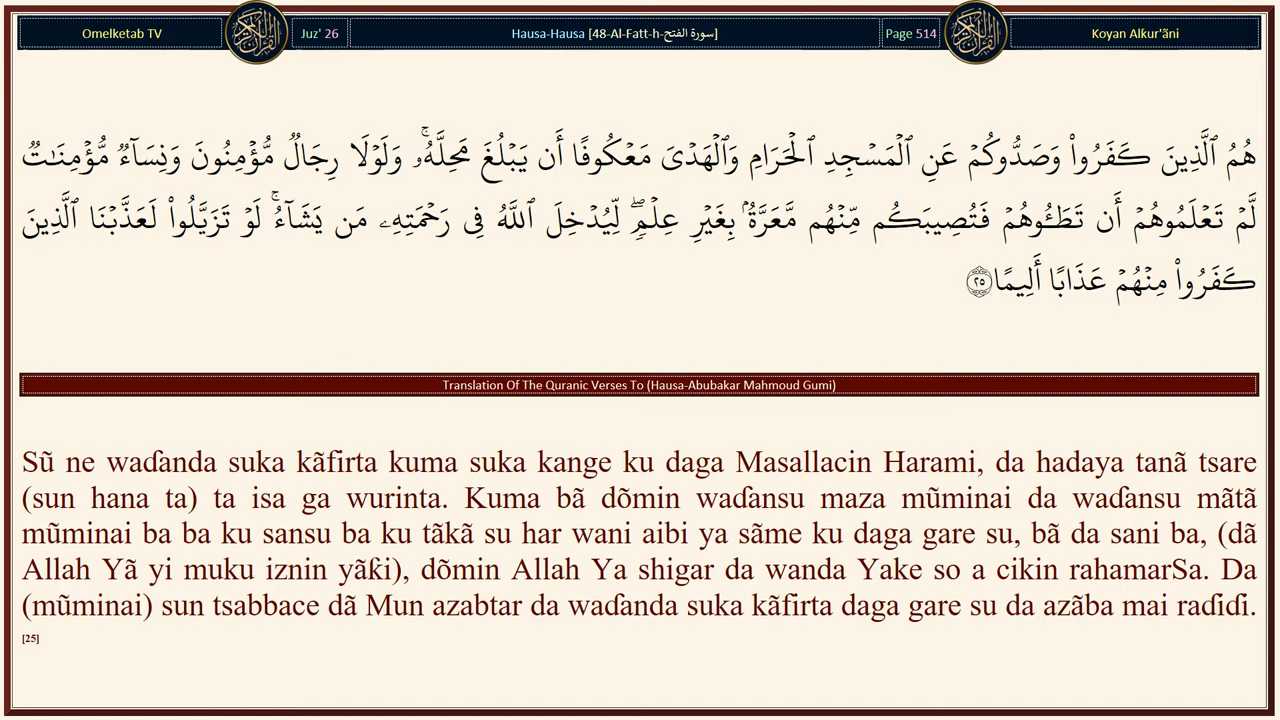 Omelketab TV
Juz' 26
Hausa-Hausa [48-Al-Fatt-h-سورة الفتح]
Page 514
Koyan Alƙur'ãni
هُمُ ٱلَّذِينَ كَفَرُوا۟ وَصَدُّوكُمْ عَنِ ٱلْمَسْجِدِ ٱلْحَرَامِ وَٱلْهَدْىَ مَعْكُوفًا أَن يَبْلُغَ مَحِلَّهُۥ ۚ وَلَوْلَا رِجَالٌ مُّؤْمِنُونَ وَنِسَآءٌ مُّؤْمِنَـٰتٌ
لَّمْ تَعْلَمُوهُمْ أَن تَطَـُٔوهُمْ فَتُصِيبَكُم مِّنْهُم مَّعَرَّةٌۢ بِغَيْرِ عِلْمٍ ۖ لِّيُدْخِلَ ٱللَّهُ فِى رَحْمَتِهِۦ مَن يَشَآءُ ۚ لَوْ تَزَيَّلُوا۟ لَعَذَّبْنَا ٱلَّذِينَ
كَفَرُوا۟ مِنْهُمْ عَذَابًا أَلِيمًا ٢٥
Translation Of The Quranic Verses To (Hausa-Abubakar Mahmoud Gumi)
Sũ ne waɗanda suka kãfirta kuma suka kange ku daga Masallacin Harami, da hadaya tanã tsare
(sun hana ta) ta isa ga wurinta. Kuma bã dõmin waɗansu maza mũminai da waɗansu mãtã
mũminai ba ba ku sansu ba ku tãkã su har wani aibi ya sãme ku daga gare su, bã da sani ba, (dã
Allah Yã yi muku iznin yãƙi), dõmin Allah Ya shigar da wanda Yake so a cikin rahamarSa. Da
(mũminai) sun tsabbace dã Mun azabtar da waɗanda suka kãfirta daga gare su da azãba mai raɗiɗi.
[25]